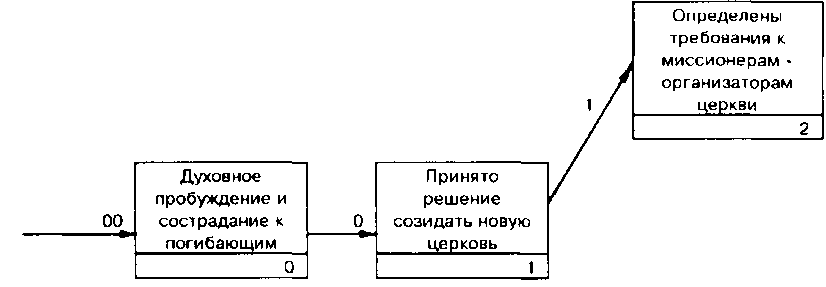 Определены
требования к
миссионерам -
организаторам
церкви
2
1
Духовное
пробуждение и
сострадание к
погибающим
0
00
Принято
решение
созидать новую
церковь
1
0